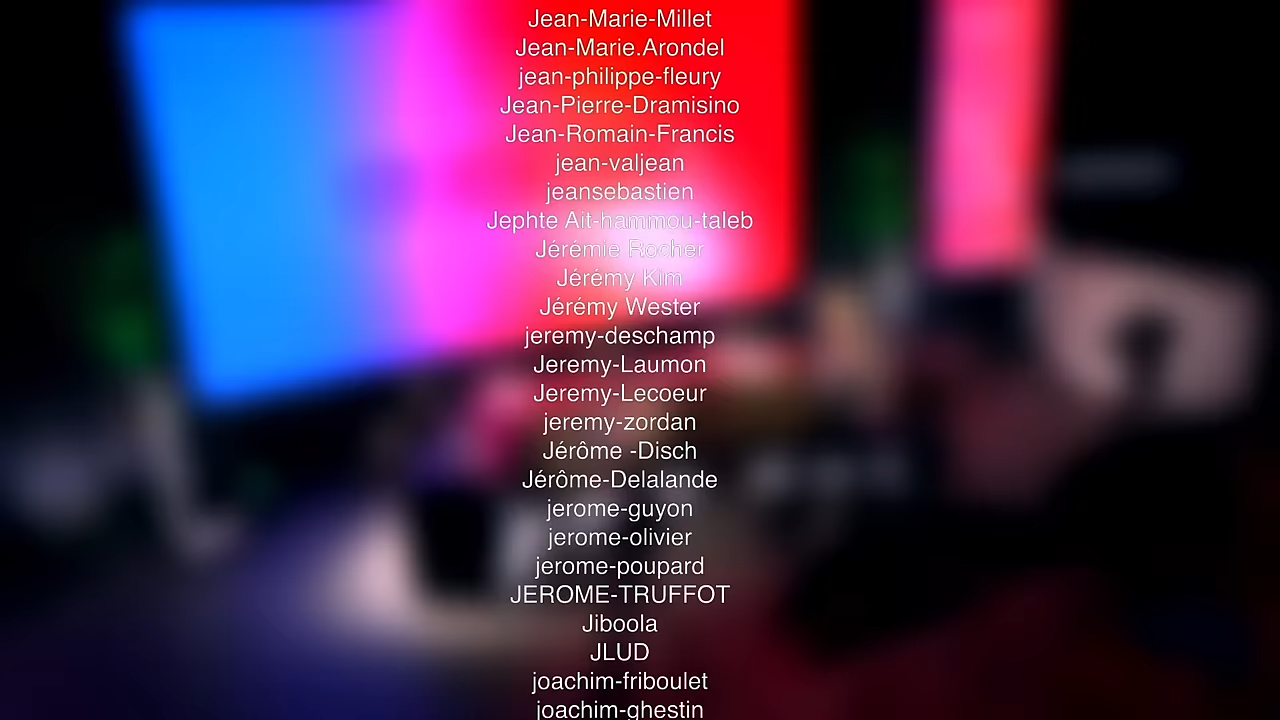 Jean-Marie-Millet
Jean-Marie.Arondel
jean-philippe-fleury
Jean-Pierre-Dramisino
Jean-Romain-Francis
jean-valjean
jeansebastien
Jephte Ait-hammou-taleb
Jérémie Rocher
Jérémy Kim
Jérémy Wester
jeremy-deschamp
Jeremy-Laumon
Jeremy-Lecoeur
jeremy-zordan
Jérôme -Disch
Jérôme-Delalande
jerome-guyon
jerome-olivier
jerome-poupard
JEROME-TRUFFOT
Jiboola
JLUD
joachim-friboulet
joachim-ghestin